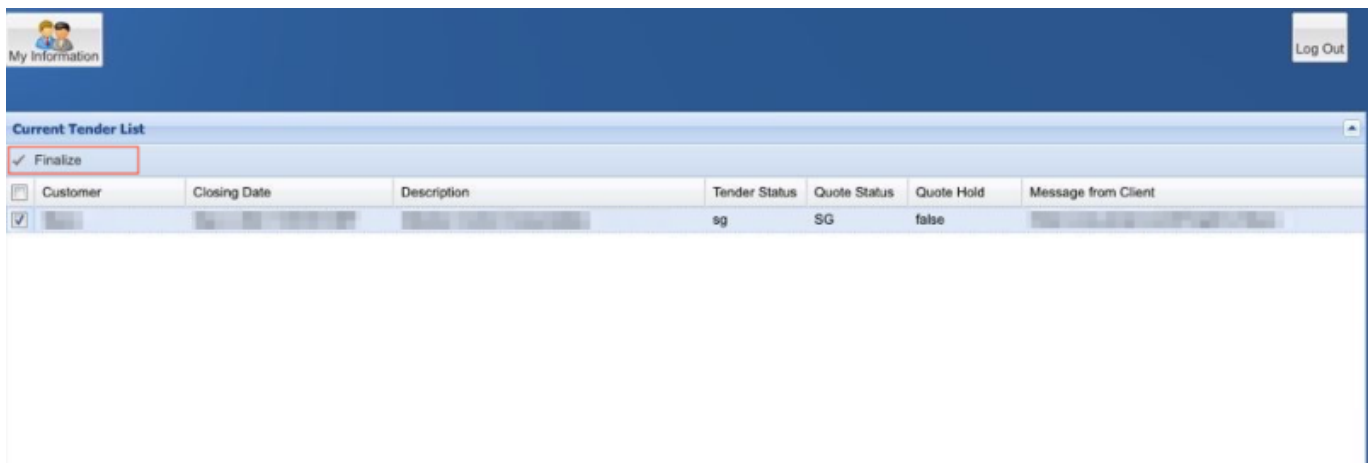 My Information
Log Out
Current Tender List
Finalize
Customer Closing Date Description Tender Status Quote Status Quote Hold Message from Client
sg SG false